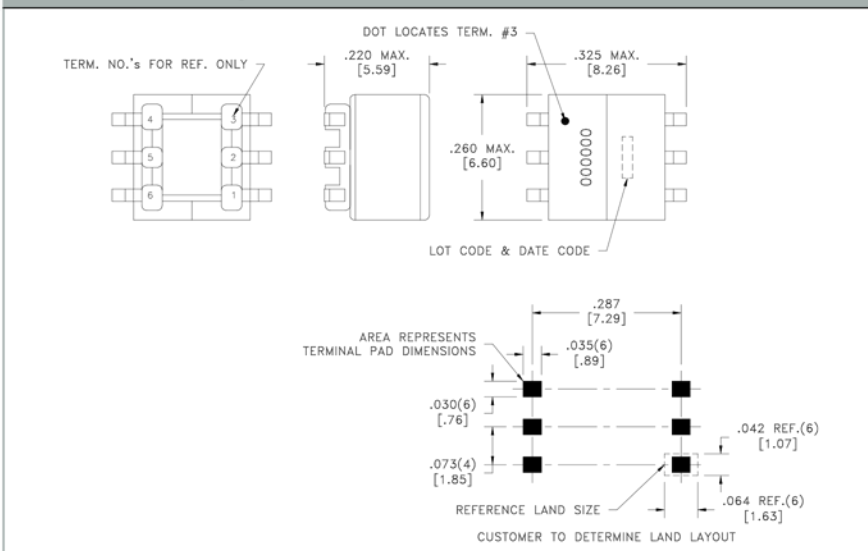 DOT LOCATES TERM. #3
TERM. NO.'s FOR REF. ONLY
.220 MAX.
[5.59]
.325 MAX.
[8.26]
4
3
5
2
6
1
.260 MAX.
[6.60]
000000
LOT CODE & DATE CODE
.287
[7.29]
AREA REPRESENTS
TERMINAL PAD DIMENSIONS
.035(6)
[.89]
.030(6)
[.76]
.042 REF.(6)
[1.07]
.073(4)
[1.85]
REFERENCE LAND SIZE
.064 REF.(6)
[1.63]
CUSTOMER TO DETERMINE LAND LAYOUT